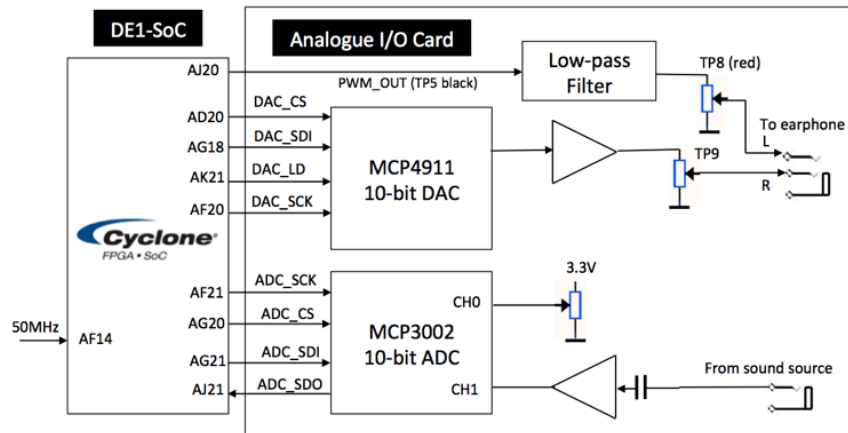 DE1-SoC
Analogue I/O Card
AJ20
PWM_OUT (TP5 black)
Low-pass
Filter
TP8 (red)
AD20
DAC_CS
AG18
DAC_SDI
AK21
DAC_LD
AF20
DAC_SCK
MCP4911
10-bit DAC
TP9
To earphone
L
R
Cyclone®
FPGA • SoC
50MHz
AF14
AF21
ADC_SCK
AG20
ADC_CS
AG21
ADC_SDI
AJ21
ADC_SDO
MCP3002
10-bit ADC
CH0
CH1
3.3V
From sound source